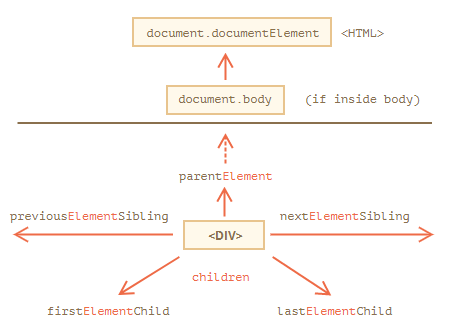 document.documentElement <HTML>
document.body (if inside body)
parentElement
previousElementSibling nextElementSibling
<DIV>
children
firstElementChild lastElementChild